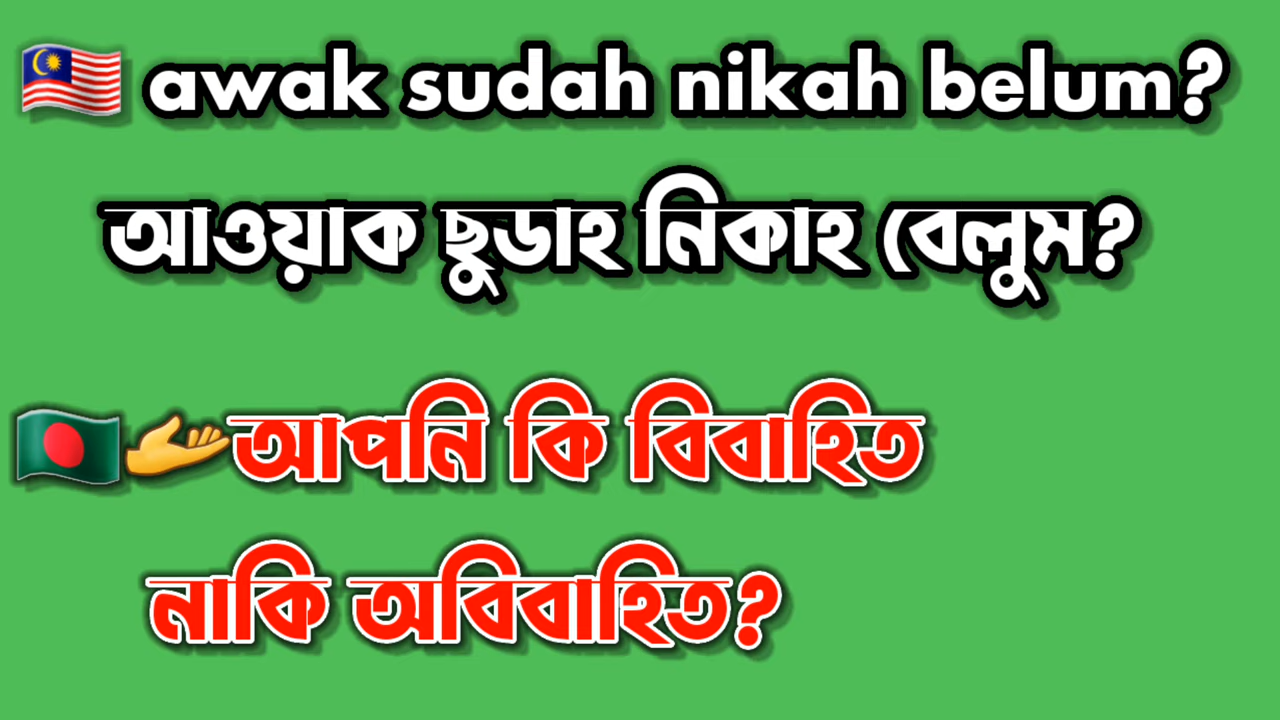 🇲🇾 awak sudah nikah belum?
আওয়াক ছুডাহ নিকাহ বেলুম?
🇧🇩🫴আপনি কি বিবাহিত
নাকি অবিবাহিত?